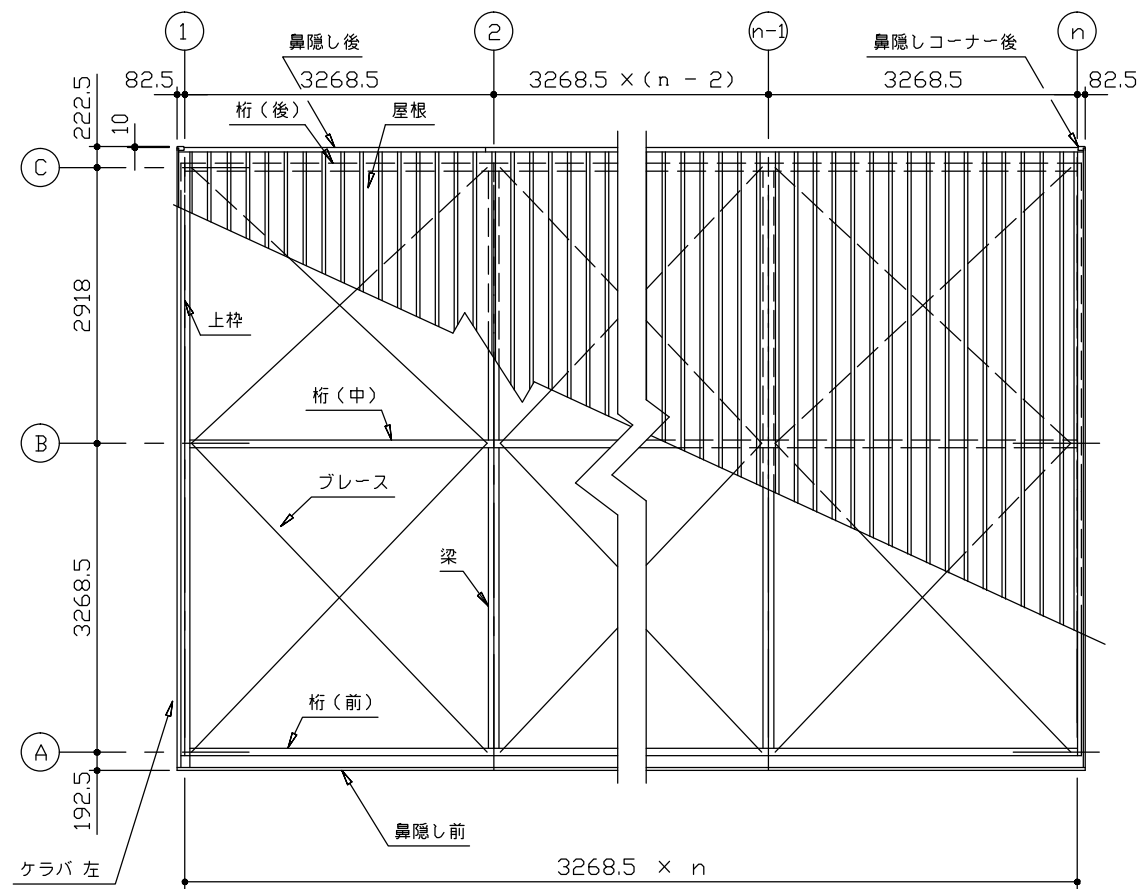 1
2
n-1
n
鼻隠し後
鼻隠しコーナー後
82.5
3268.5
3268.5 ×(n - 2)
3268.5
82.5
222.5
10
桁(後)
屋根
C
2918
上枠
桁(中)
B
ブレース
梁
3268.5
桁(前)
A
192.5
鼻隠し前
ケラバ 左
3268.5 × n